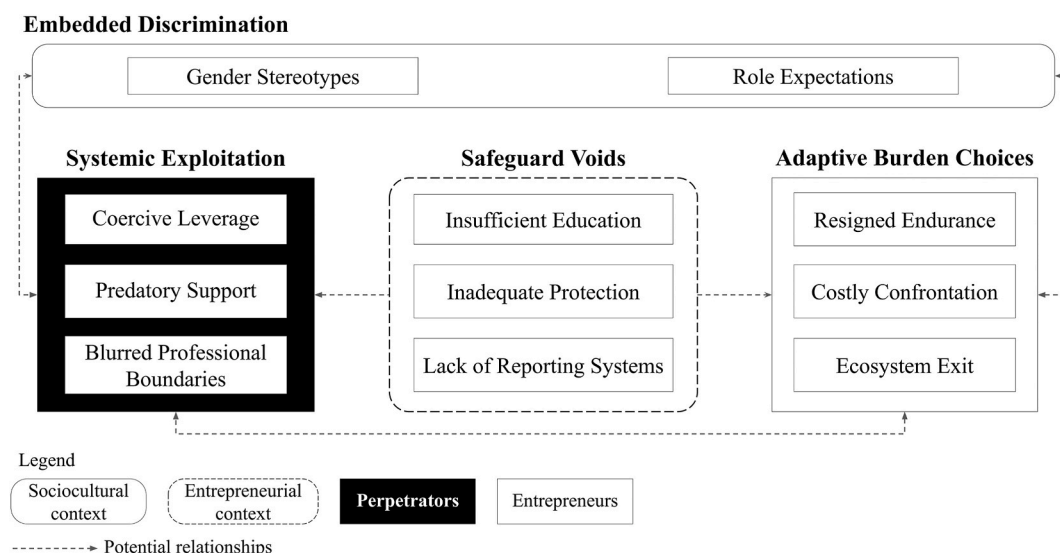 Embedded Discrimination
Gender Stereotypes
Role Expectations
Systemic Exploitation
Coercive Leverage
Predatory Support
Blurred Professional
Boundaries
Safeguard Voids
Insufficient Education
Inadequate Protection
Lack of Reporting Systems
Adaptive Burden Choices
Resigned Endurance
Costly Confrontation
Ecosystem Exit
Legend
Sociocultural
context
Entrepreneurial
context
Perpetrators
Entrepreneurs
Potential relationships